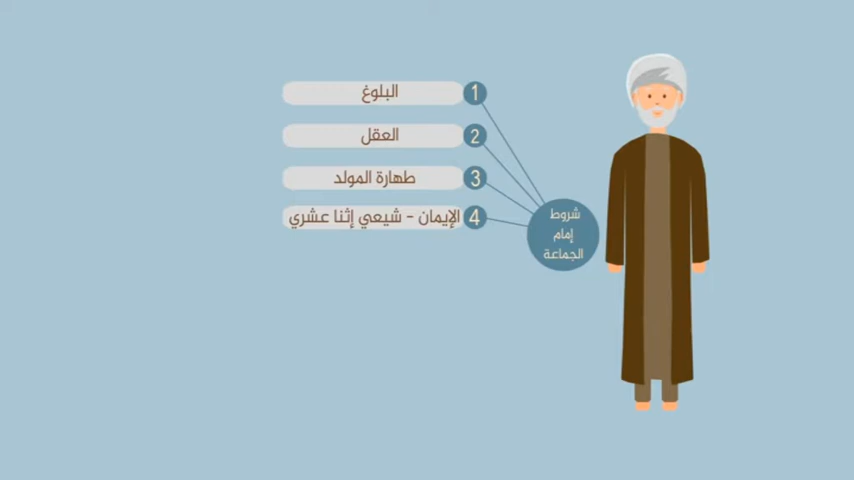 شروط
إمام
الجماعة
1 البلوغ
2 العقل
3 طهارة المولد
4 الإيمان - شيعي إثنا عشري